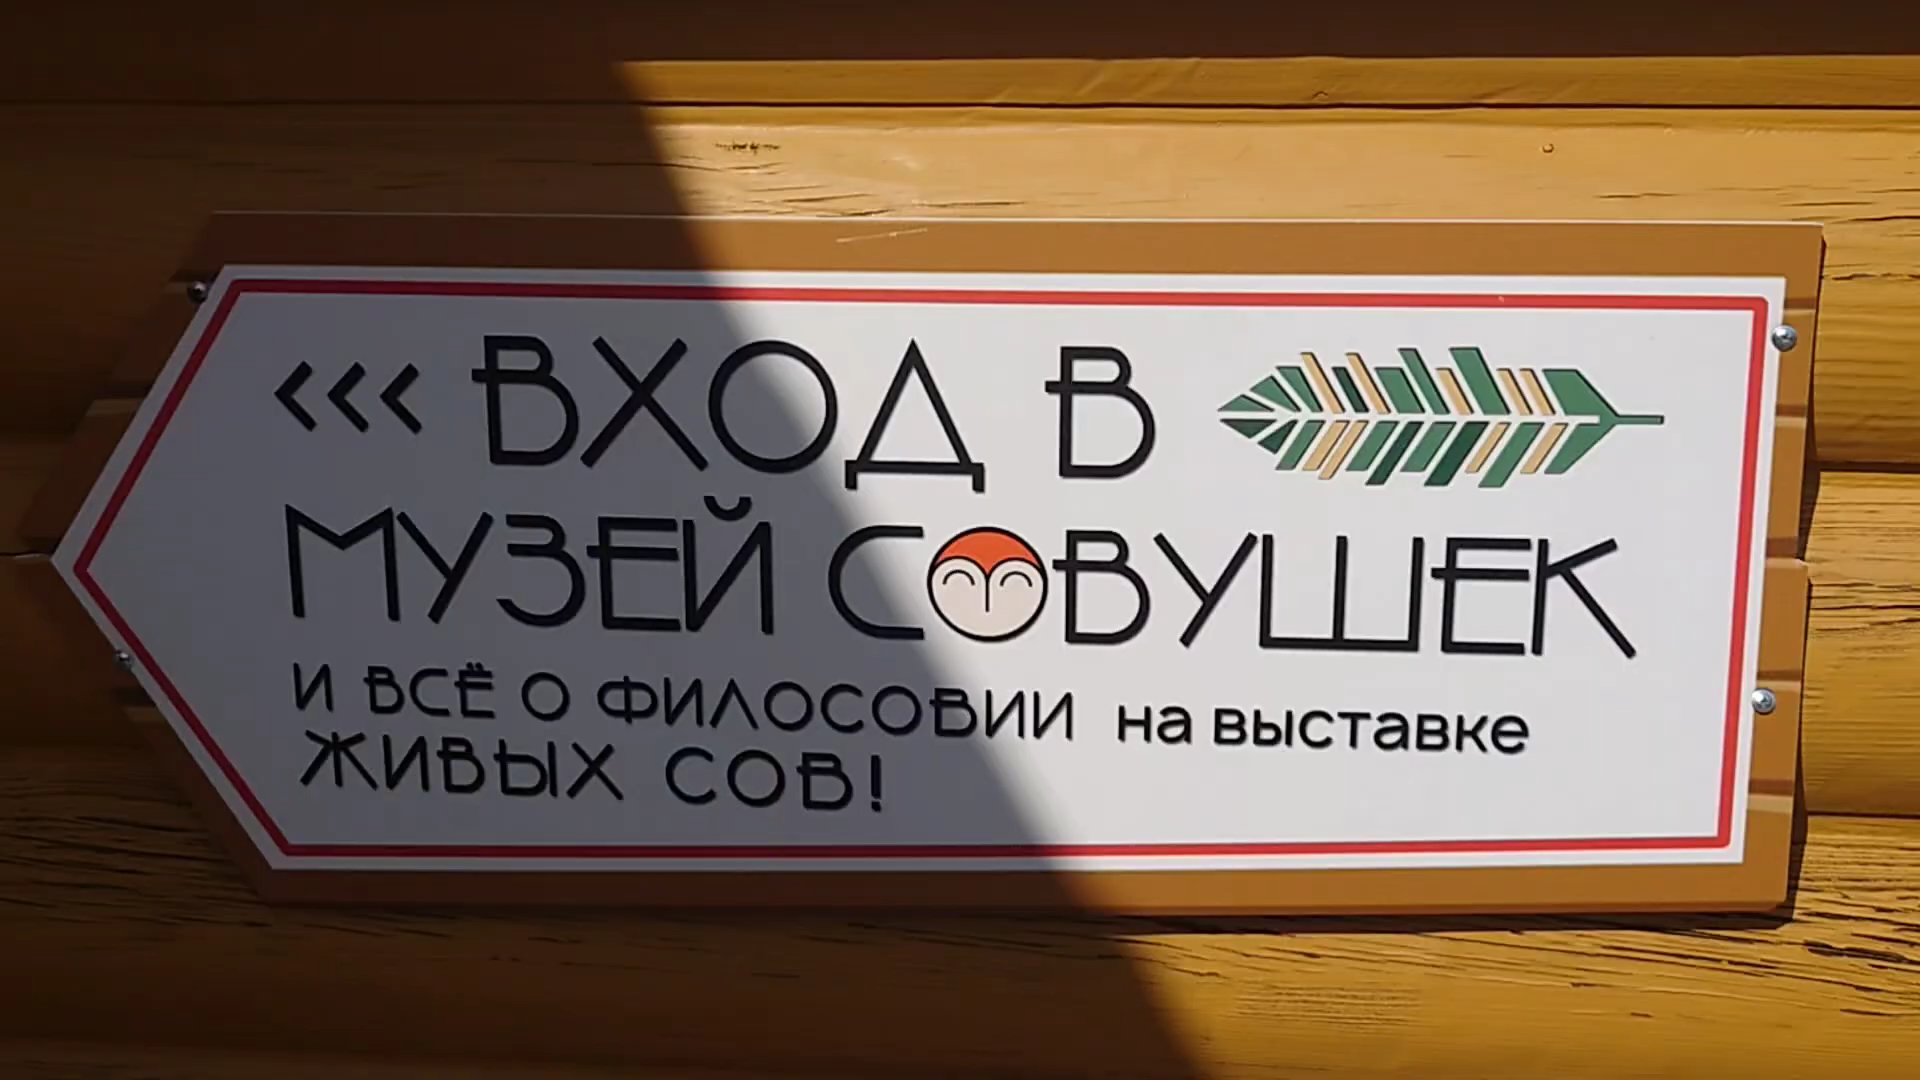 <<< ВХОД В
МУЗЕЙ СОВУШЕК
И ВСЁ О ФИЛОСОВИИ на выставке
ЖИВЫХ СОВ!